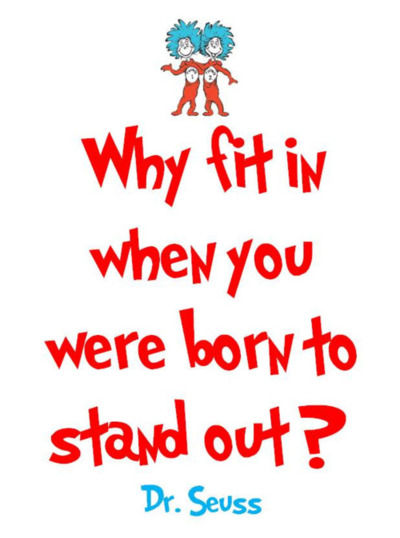 Why fit in
when you
were born to
stand out?
Dr. Seuss